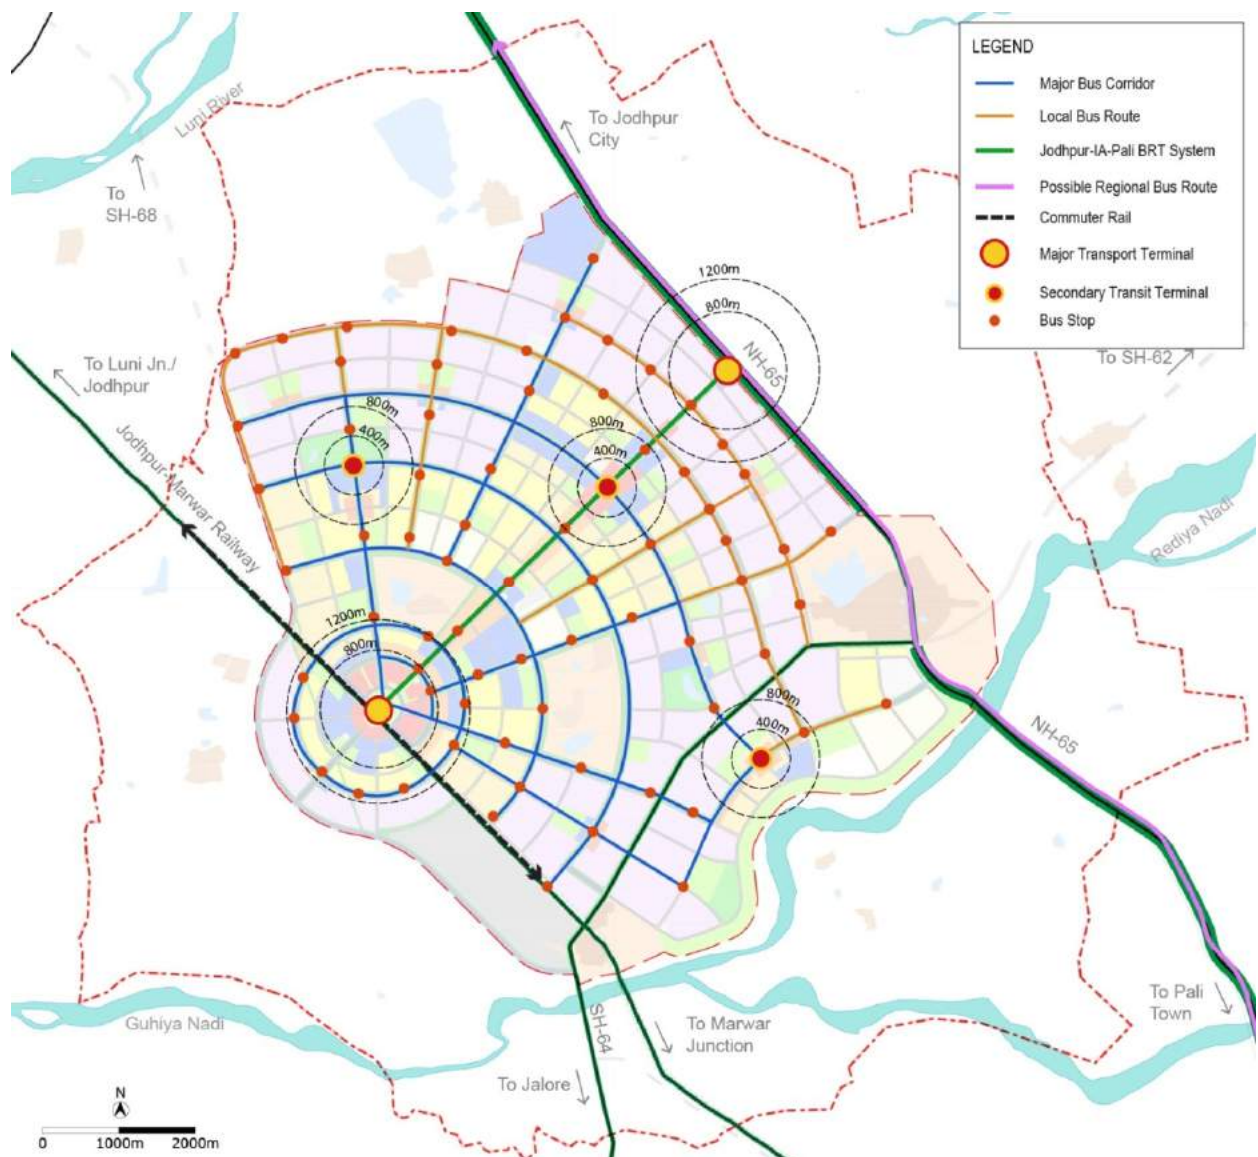 LEGEND
Major Bus Corridor
Local Bus Route
Jodhpur-IA-Pali BRT System
Possible Regional Bus Route
Commuter Rail
Major Transport Terminal
Secondary Transit Terminal
Bus Stop
Luni River
To Jodhpur
City
To
SH-68
1200m
800m
NH-65
To SH-62
To Luni Jn./
Jodhpur
800m
400m
800m
400m
Jodhpur-Marwar Railway
Rediya Nadi
1200m
800m
800m
400m
NH-65
To Pali
Town
Guhiya Nadi
SH-64
To Marwar
Junction
To Jalore
N
0 1000m 2000m